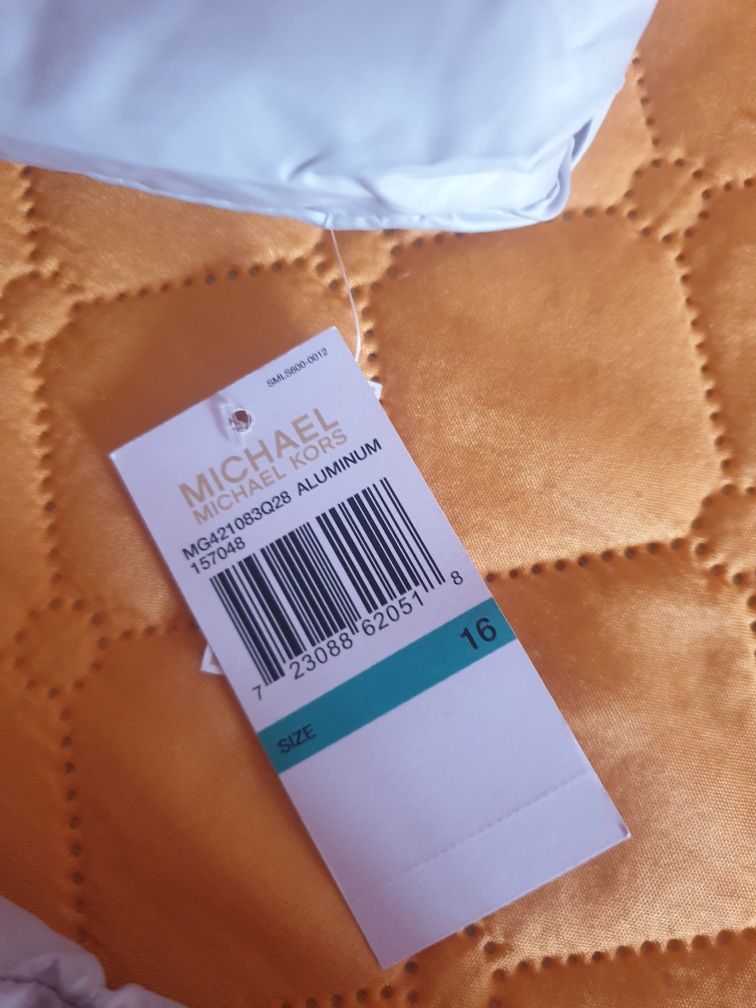 SMLS600-0012
MICHAEL
MICHAEL KORS
MG421083Q28 ALUMINUM
157048
7 23088 62051 8
SIZE 16